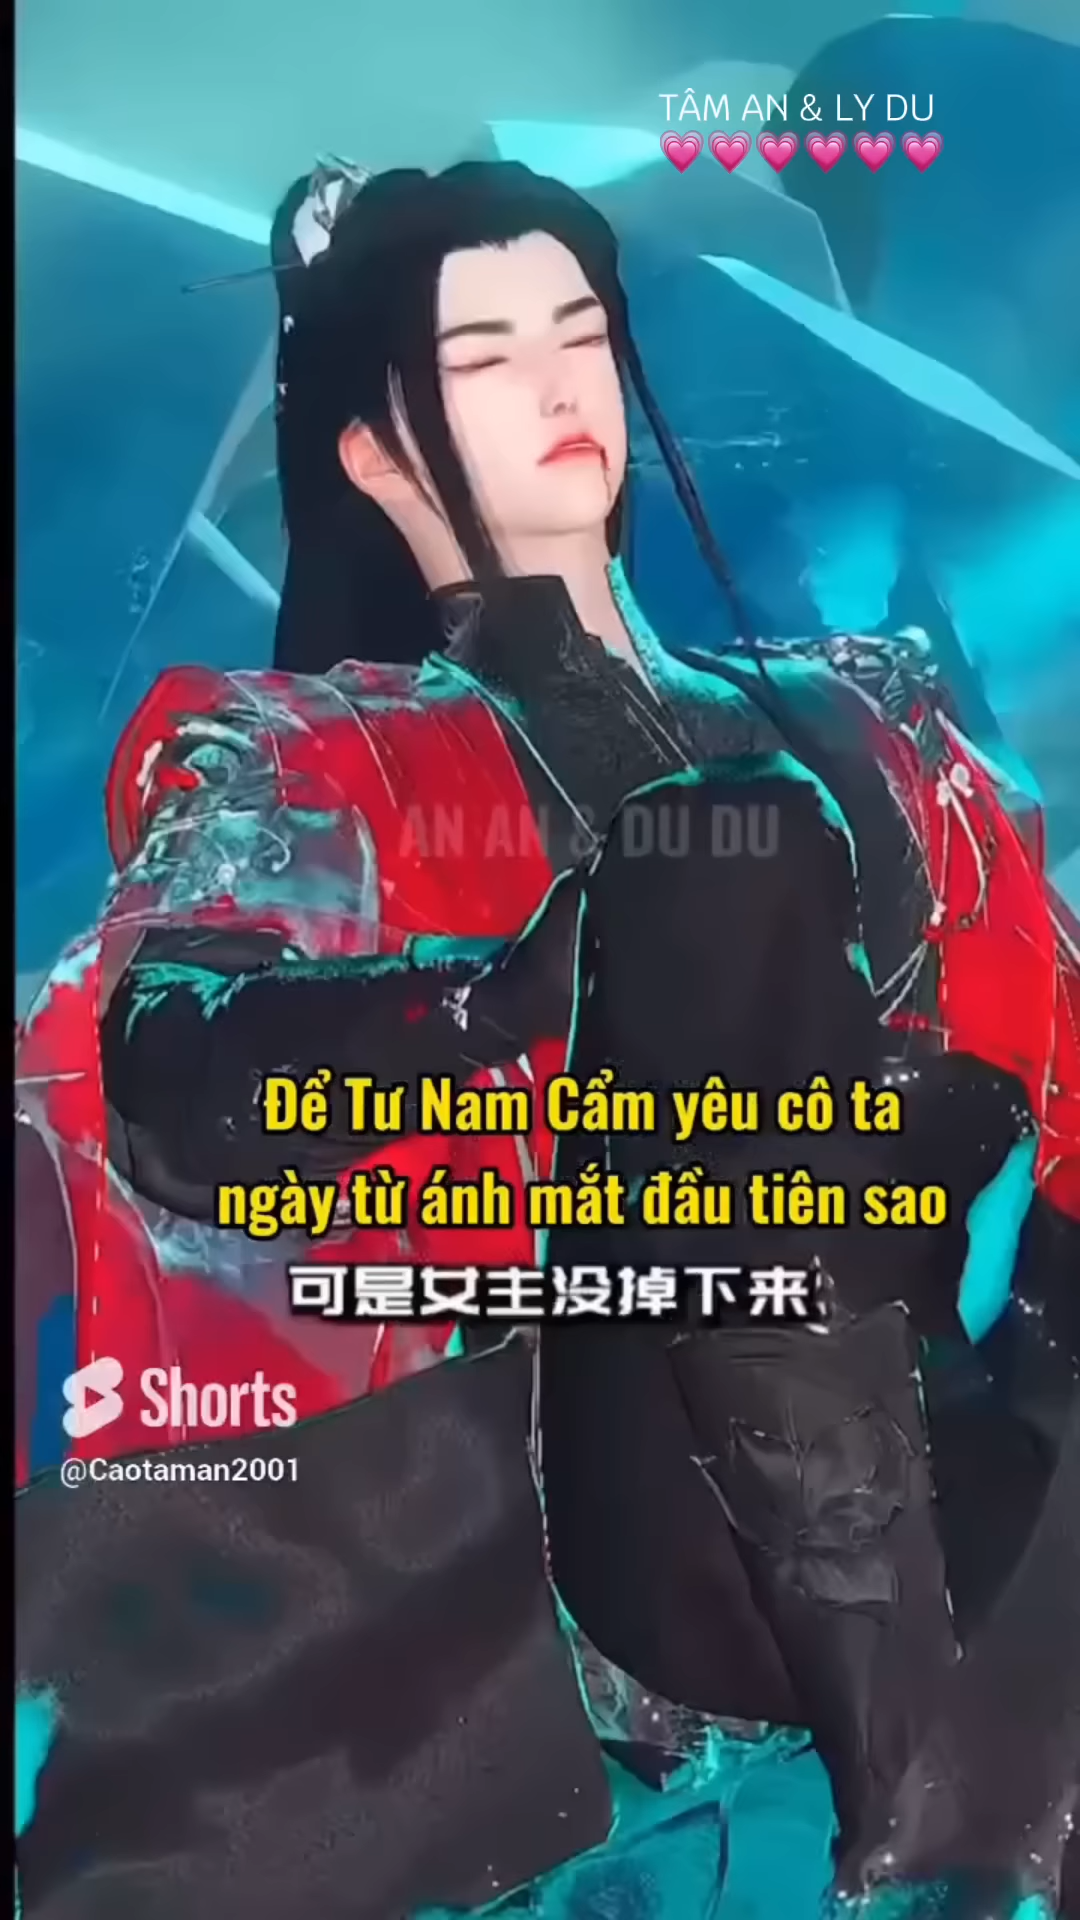 TÂM AN & LY DU
💗💗💗💗💗💗
AN AN & DU DU
Để Tư Nam Cẩm yêu cô ta
ngày từ ánh mắt đầu tiên sao
可是女主没掉下来
Shorts
@Caotaman2001